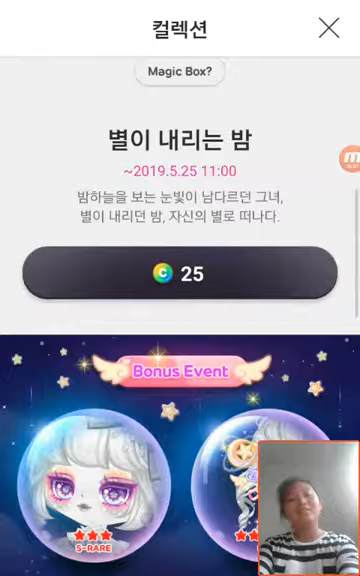 컬렉션
Magic Box?
별이 내리는 밤
~2019.5.25 11:00
밤하늘을 보는 눈빛이 남다르던 그녀,
별이 내리던 밤, 자신의 별로 떠나다.
C 25
Bonus Event
S-RARE